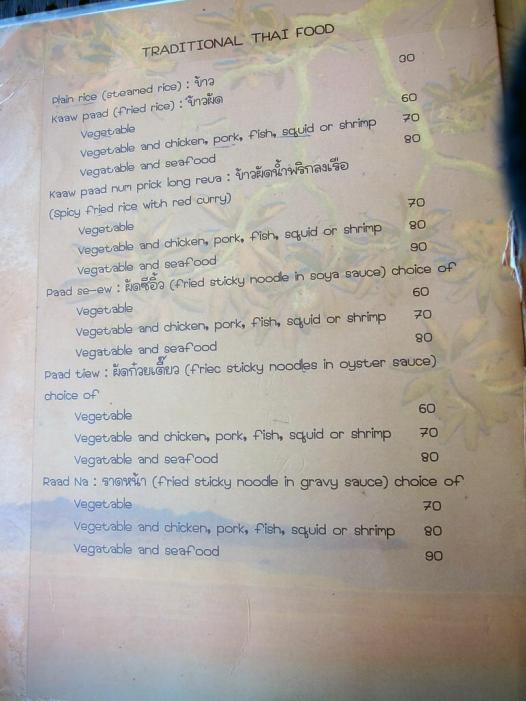 TRADITIONAL THAI FOOD
Plain rice (steamed rice) : ข้าว 30
Kaaw paad (fried rice) : ข้าวผัด
Vegetable 60
Vegetable and chicken, pork, fish, squid or shrimp 70
Vegatable and seafood 80
Kaaw paad num prick long reua : ข้าวผัดน้ำพริกลงเรือ
(spicy fried rice with red curry)
Vegetable 70
Vegetable and chicken, pork, fish, squid or shrimp 80
Vegatable and seafood 90
Paad se-ew : ผัดซีอิ้ว (fried sticky noodle in soya sauce) choice of
Vegetable 60
Vegetable and chicken, pork, fish, squid or shrimp 70
Vegatable and seafood 80
Paad tiew : ผัดก๋วยเตี๊ยว (friec sticky noodles in oyster sauce)
choice of
Vegetable 60
Vegetable and chicken, pork, fish, squid or shrimp 70
Vegatable and seafood 80
Raad Na : ราดหน้า (fried sticky noodle in gravy sauce) choice of
Vegetable 70
Vegetable and chicken, pork, fish, squid or shrimp 80
Vegatable and seafood 90